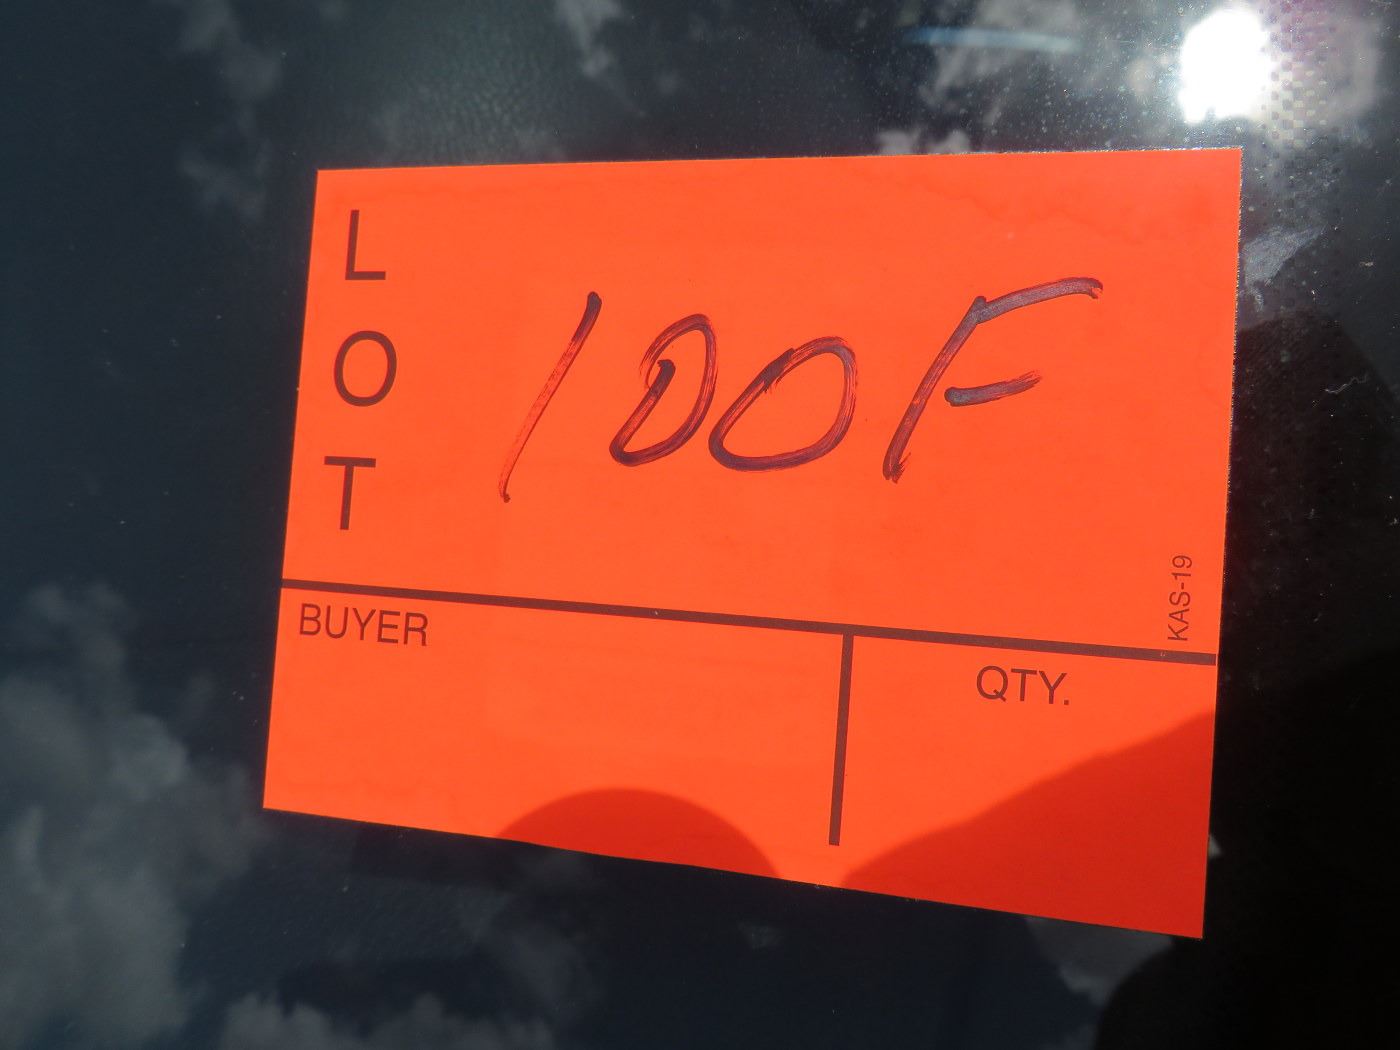 LOT
100F
KAS-19
BUYER
QTY.